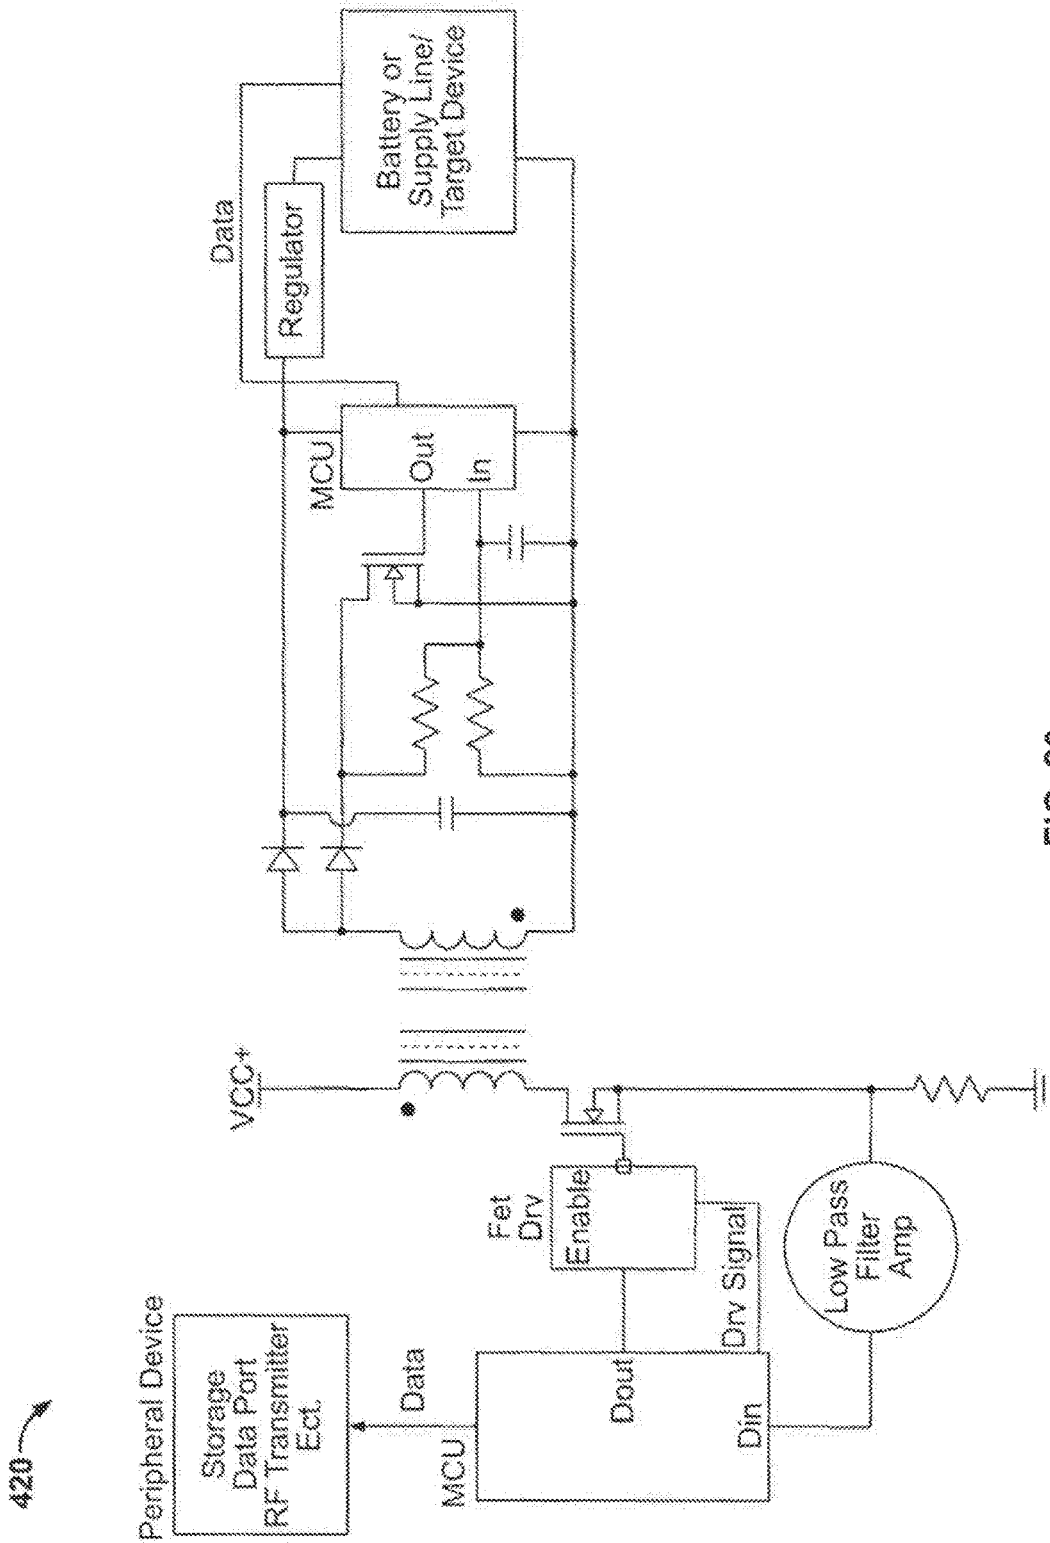 420
Peripheral Device
Storage
Data Port
RF Transmitter
Ect.
Data
MCU
Dout
Din
Drv Signal
Fet
Drv
Enable
Low Pass
Filter
Amp
VCC+
MCU
Out
In
Data
Regulator
Battery or
Supply Line/
Target Device